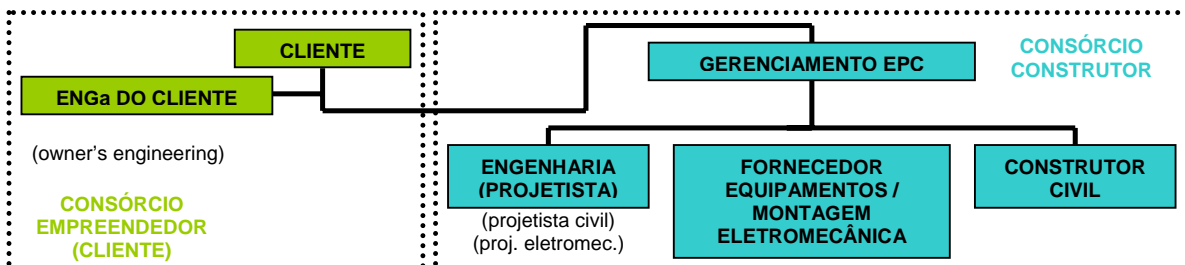 CLIENTE
ENGa DO CLIENTE
(owner's engineering)
CONSÓRCIO
EMPREENDEDOR
(CLIENTE)
GERENCIAMENTO EPC
CONSÓRCIO
CONSTRUTOR
ENGENHARIA
(PROJETISTA)
(projetista civil)
(proj. eletromec.)
FORNECEDOR
EQUIPAMENTOS /
MONTAGEM
ELETROMECÂNICA
CONSTRUTOR
CIVIL